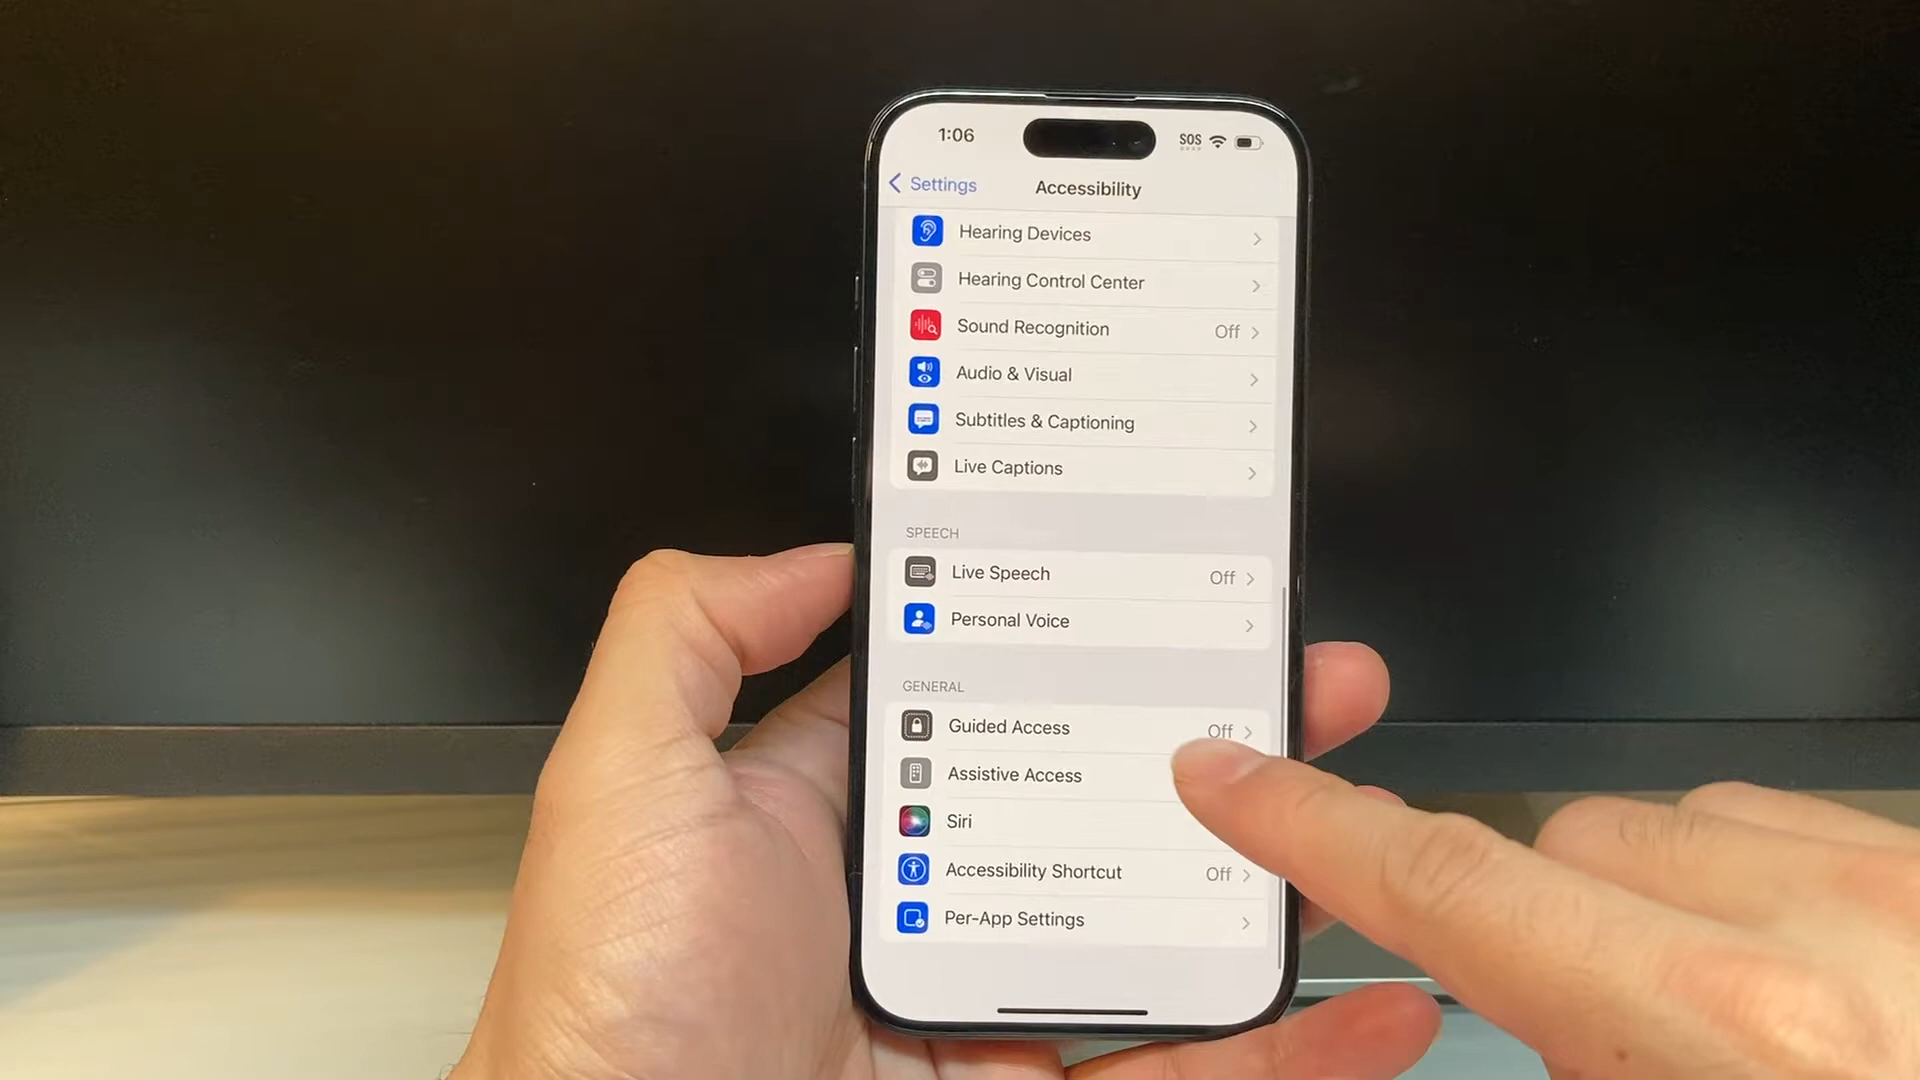 1:06
SOS
Settings
Accessibility
Hearing Devices
Hearing Control Center
Sound Recognition Off
Audio & Visual
Subtitles & Captioning
Live Captions
SPEECH
Live Speech Off
Personal Voice
GENERAL
Guided Access Off
Assistive Access
Siri
Accessibility Shortcut Off
Per-App Settings